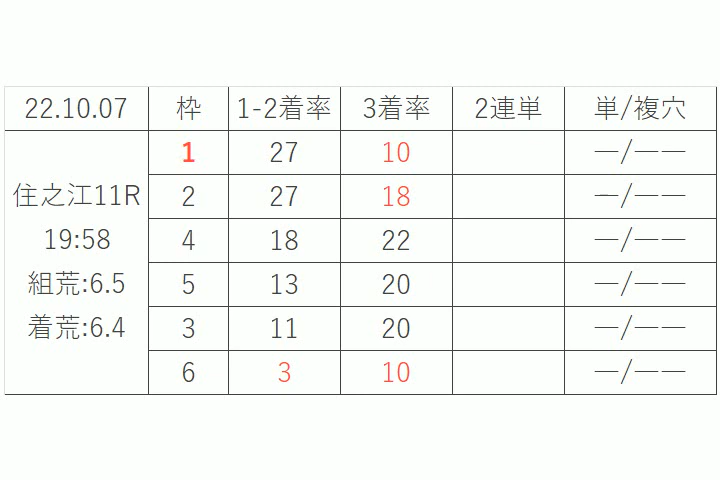 22.10.07 枠 1-2着率 3着率 2連単 単/複穴
住之江11R
19:58
組荒:6.5
着荒:6.4
1 27 10 —/——
2 27 18 —/——
4 18 22 —/——
5 13 20 —/——
3 11 20 —/——
6 3 10 —/——